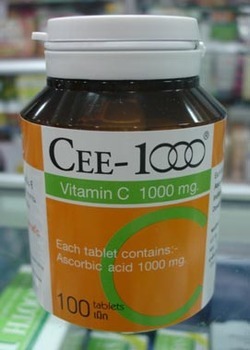 CEE-1000®
Vitamin C 1000 mg.
Each tablet contains:-
Ascorbic acid 1000 mg.
100 tablets
เม็ด